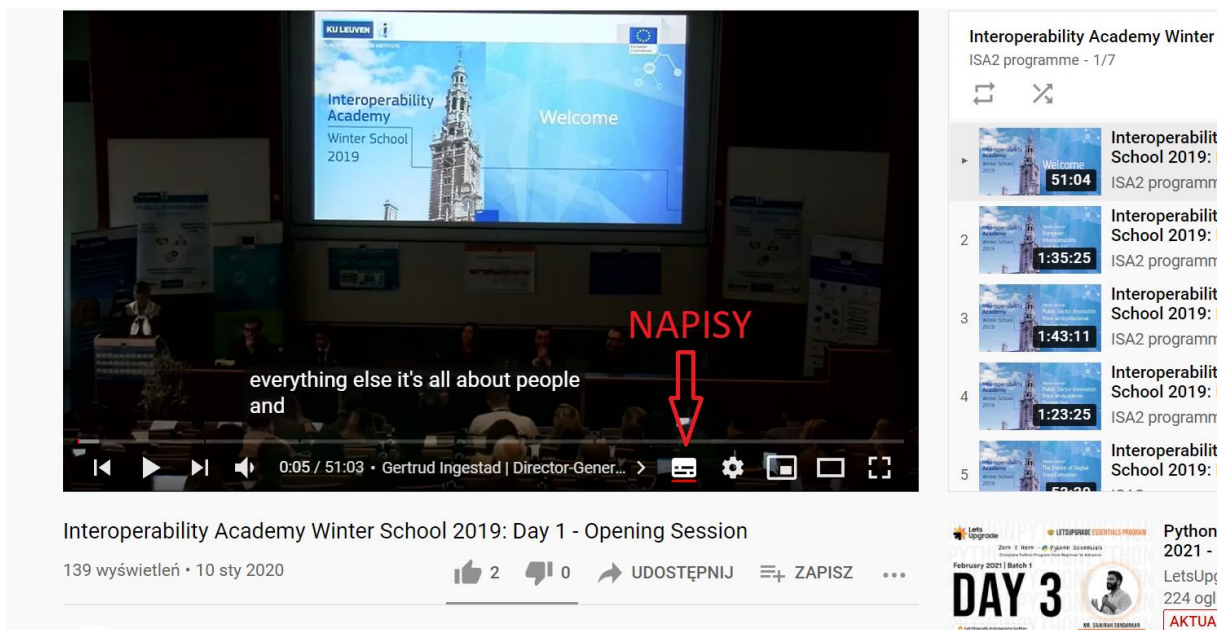 KU LEUVEN
Interoperability
Academy
Winter School
2019
Welcome
NAPISY
everything else it's all about people
and
0:05 / 51:03 • Gertrud Ingestad | Director-Gener...
Interoperability Academy Winter School 2019: Day 1 - Opening Session
139 wyświetleń • 10 sty 2020
2
0
UDOSTĘPNIJ
ZAPISZ
Interoperability Academy Winter
ISA2 programme - 1/7
Welcome
51:04
Interoperabilit
School 2019:
ISA2 programm
2
1:35:25
Interoperabilit
School 2019:
ISA2 programm
3
1:43:11
Interoperabilit
School 2019:
ISA2 programm
4
1:23:25
Interoperabilit
School 2019:
ISA2 programm
5
Interoperabilit
School 2019:
Lets
Upgrade
LETSUPGRADE ESSENTIALS PROGRAM
February 2021 | Batch 1
DAY 3
Python
2021 -
LetsUpg
224 ogl
AKTUA